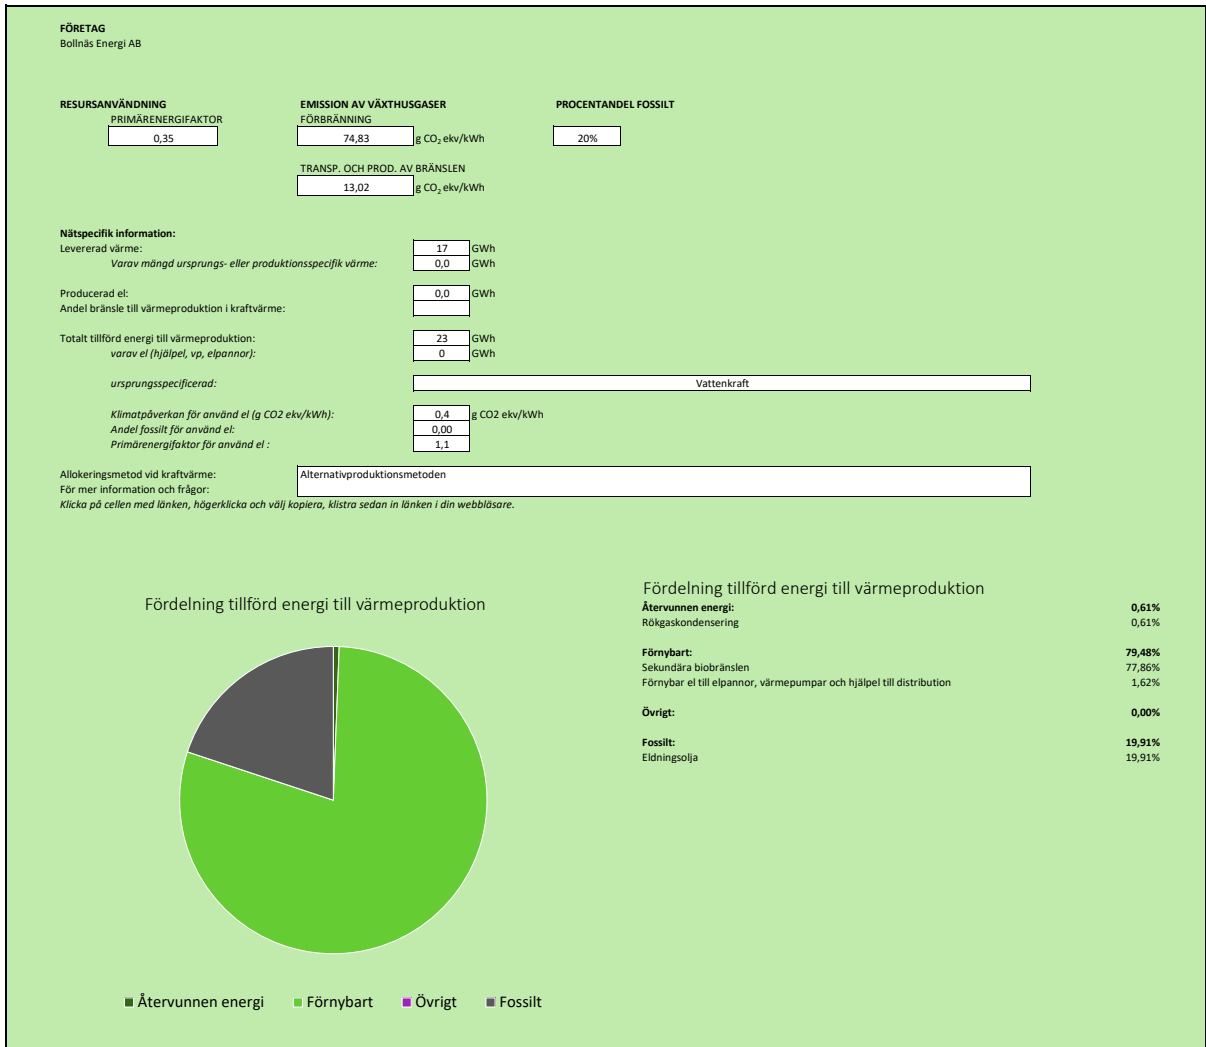 FÖRETAG
Bollnäs Energi AB
RESURSANVÄNDNING EMISSION AV VÄXTHUSGASER PROCENTANDEL FOSSILT
PRIMÄRENERGIFAKTOR FÖRBRÄNNING
0,35 74,83 g CO₂ ekv/kWh 20%
TRANSP. OCH PROD. AV BRÄNSLEN
13,02 g CO₂ ekv/kWh
Nätspecifik information:
Levererad värme: 17 GWh
Varav mängd ursprungs- eller produktionsspecifik värme: 0,0 GWh
Producerad el: 0,0 GWh
Andel bränsle till värmeproduktion i kraftvärme:
Totalt tillförd energi till värmeproduktion: 23 GWh
varav el (hjälpel, vp, elpannor): 0 GWh
ursprungsspecificerad: Vattenkraft
Klimatpåverkan för använd el (g CO2 ekv/kWh): 0,4 g CO2 ekv/kWh
Andel fossilt för använd el: 0,00
Primärenergifaktor för använd el : 1,1
Allokeringsmetod vid kraftvärme: Alternativproduktionsmetoden
För mer information och frågor:
Klicka på cellen med länken, högerklicka och välj kopiera, klistra sedan in länken i din webbläsare.
Fördelning tillförd energi till värmeproduktion
Återvunnen energi
Förnybart
Övrigt
Fossilt
Fördelning tillförd energi till värmeproduktion
Återvunnen energi: 0,61%
Rökgaskondensering 0,61%
Förnybart: 79,48%
Sekundära biobränslen 77,86%
Förnybar el till elpannor, värmepumpar och hjälpel till distribution 1,62%
Övrigt: 0,00%
Fossilt: 19,91%
Eldningsolja 19,91%